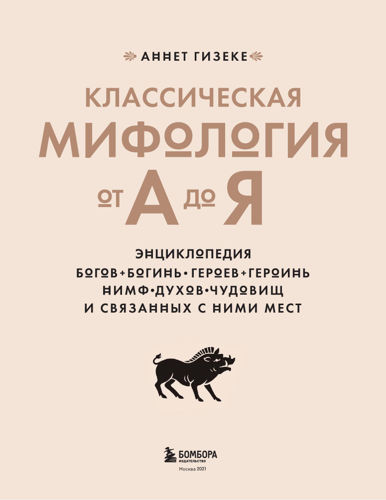 АННЕТ ГИЗЕКЕ
КЛАССИЧЕСКАЯ
МИФОЛОГИЯ
ОТ А ДО Я
ЭНЦИКЛОПЕДИЯ
БОГОВ+БОГИНЬ•ГЕРОЕВ+ГЕРОИНЬ
НИМФ•ДУХОВ•ЧУДОВИЩ
И СВЯЗАННЫХ С НИМИ МЕСТ
БОМБОРА
ИЗДАТЕЛЬСТВО
Москва 2021